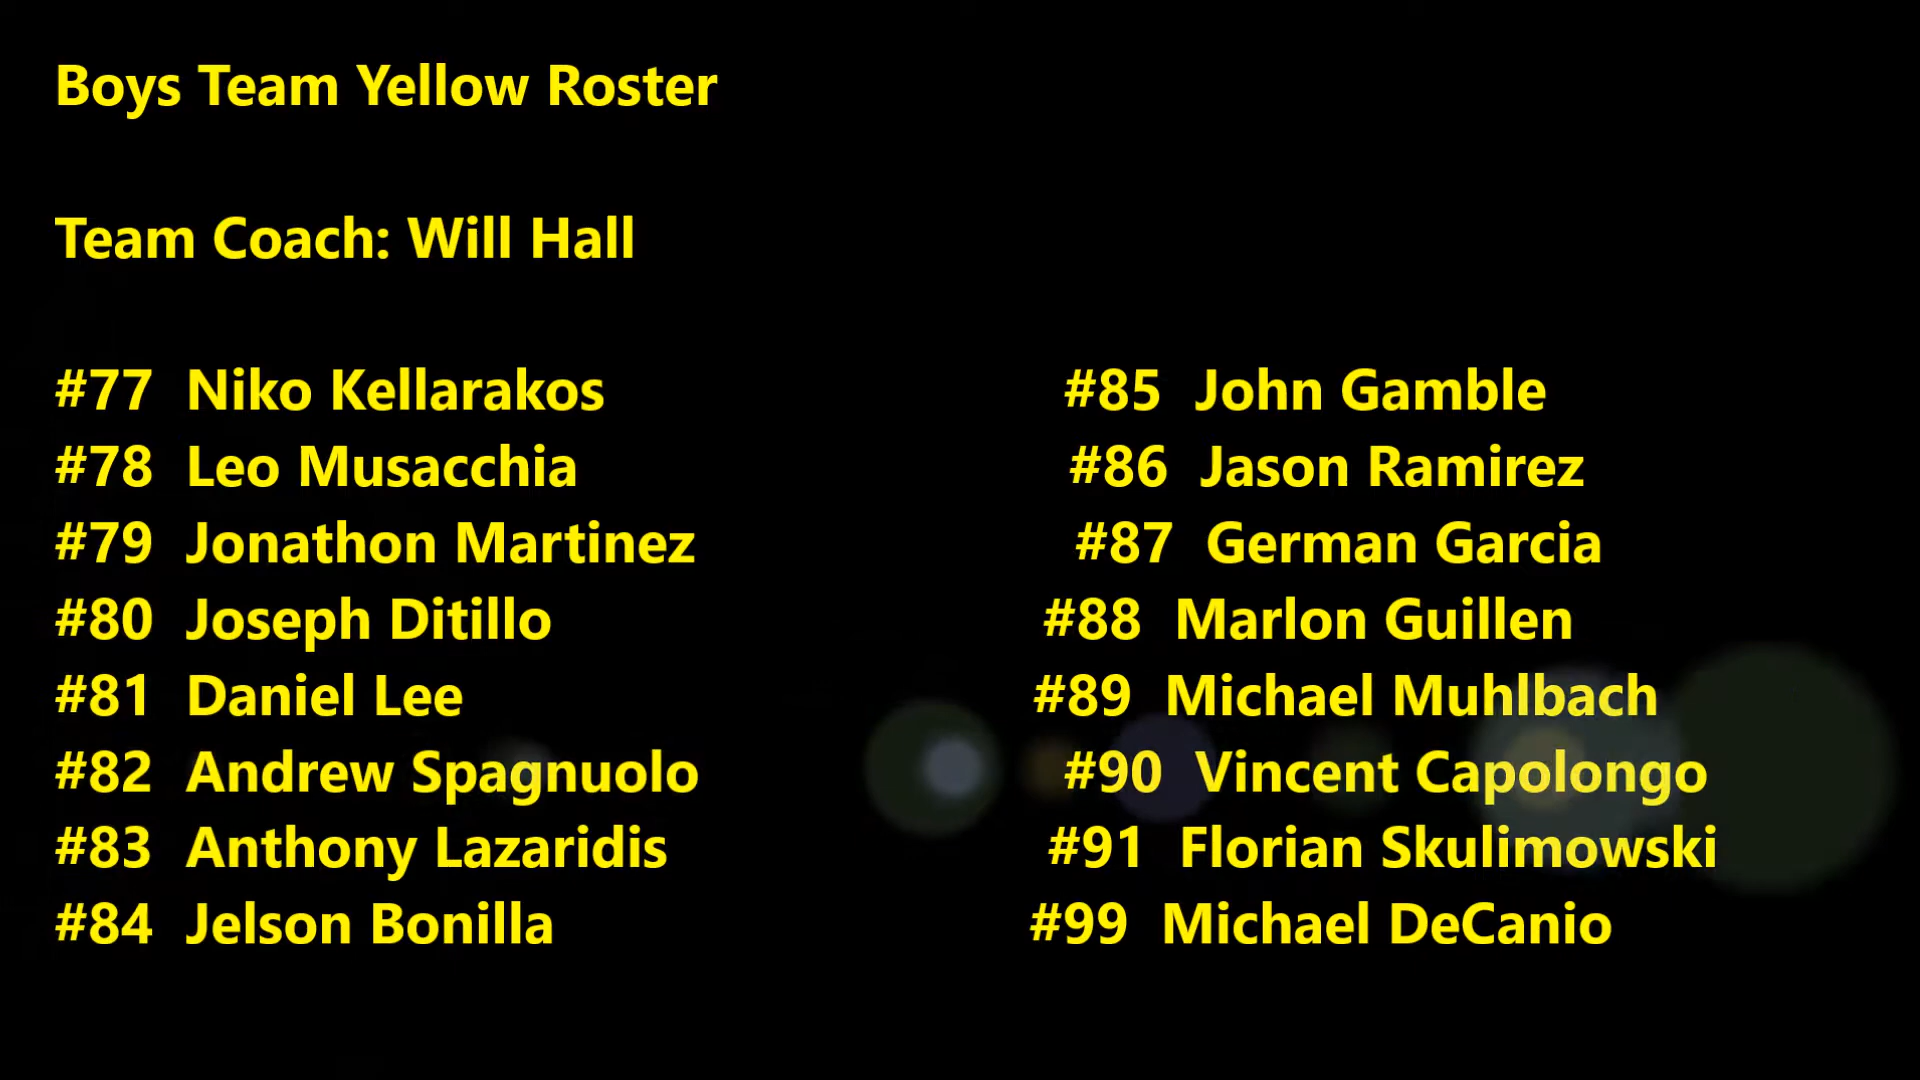 Boys Team Yellow Roster
Team Coach: Will Hall
#77 Niko Kellarakos #85 John Gamble
#78 Leo Musacchia #86 Jason Ramirez
#79 Jonathon Martinez #87 German Garcia
#80 Joseph Ditillo #88 Marlon Guillen
#81 Daniel Lee #89 Michael Muhlbach
#82 Andrew Spagnuolo #90 Vincent Capolongo
#83 Anthony Lazaridis #91 Florian Skulimowski
#84 Jelson Bonilla #99 Michael DeCanio